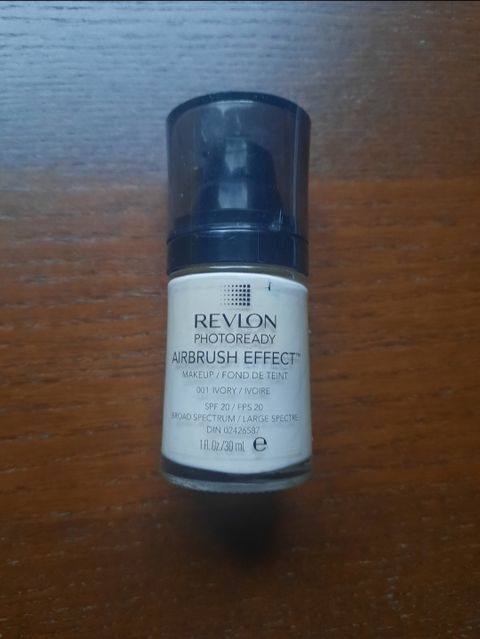 REVLON
PHOTOREADY
AIRBRUSH EFFECT™
MAKEUP / FOND DE TEINT
001 IVORY / IVOIRE
SPF 20 / FPS 20
BROAD SPECTRUM / LARGE SPECTRE
DIN 02426587
1 fl. Oz./30 mL e